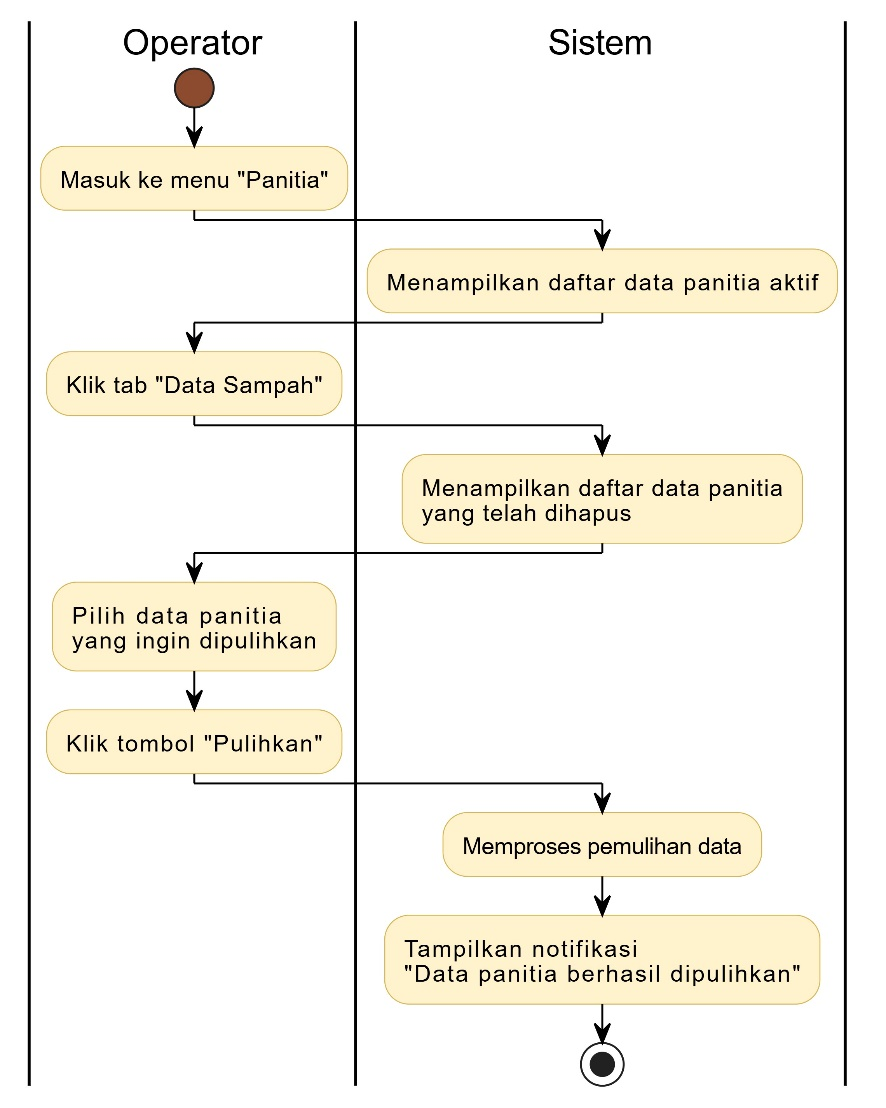 Operator
Sistem
Masuk ke menu "Panitia"
Menampilkan daftar data panitia aktif
Klik tab "Data Sampah"
Menampilkan daftar data panitia
yang telah dihapus
Pilih data panitia
yang ingin dipulihkan
Klik tombol "Pulihkan"
Memproses pemulihan data
Tampilkan notifikasi
"Data panitia berhasil dipulihkan"